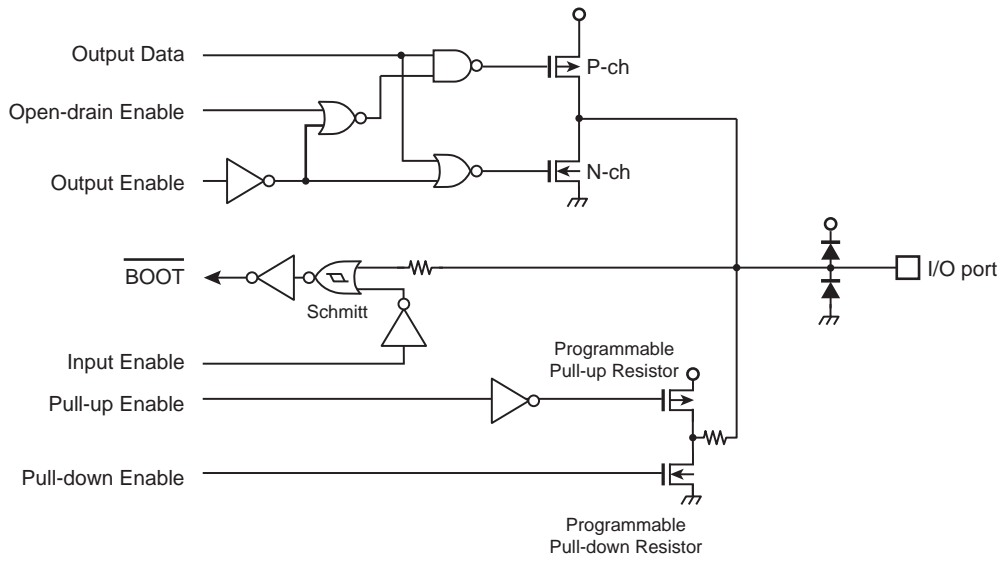 Output Data
P-ch
Open-drain Enable
Output Enable
N-ch
BOOT
I/O port
Schmitt
Input Enable
Programmable
Pull-up Resistor
Pull-up Enable
Pull-down Enable
Programmable
Pull-down Resistor